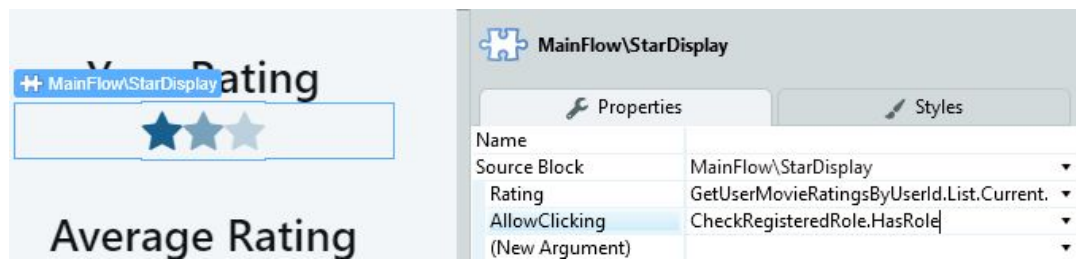 MainFlow\StarDisplay
Rating
MainFlow\StarDisplay
Average Rating
Properties
Styles
Name
Source Block MainFlow\StarDisplay
Rating GetUserMovieRatingsByUserId.List.Current.
AllowClicking CheckRegisteredRole.HasRole
(New Argument)